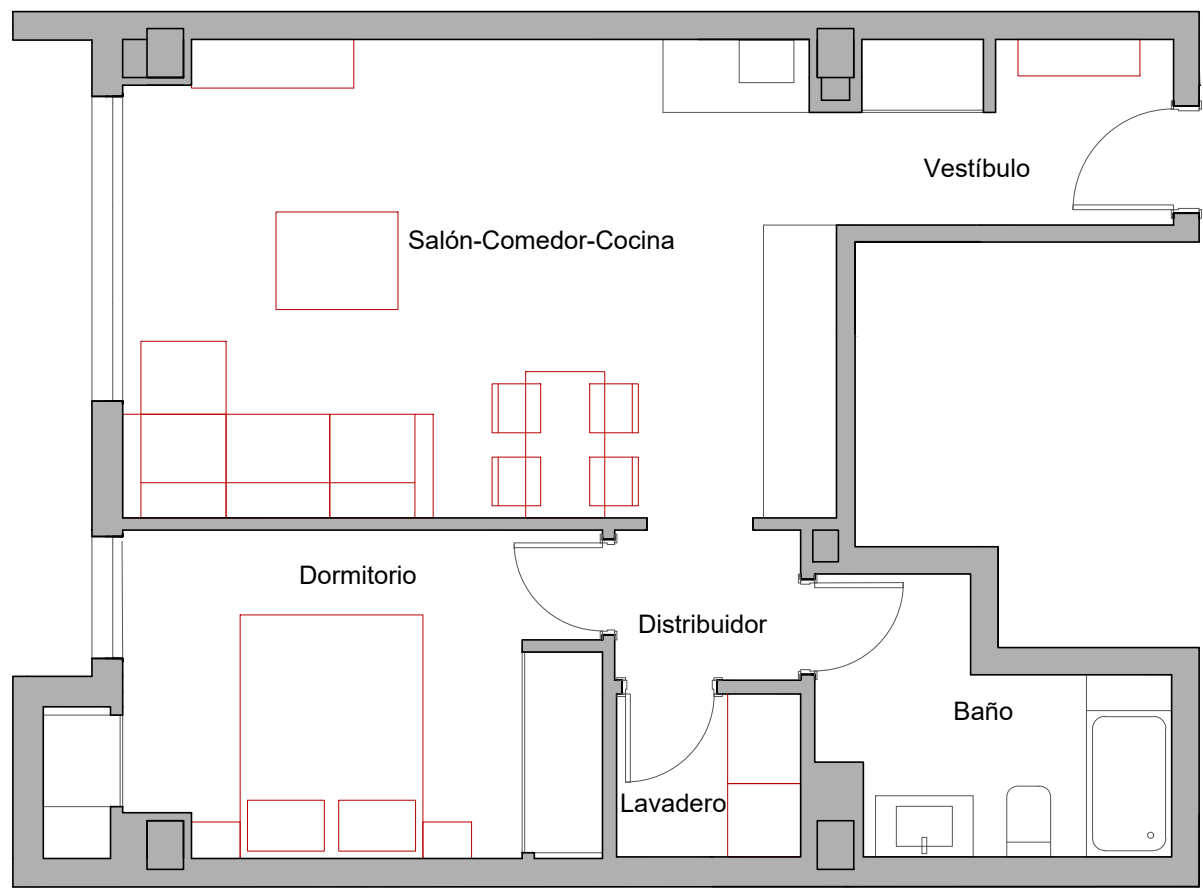 Vestíbulo
Salón-Comedor-Cocina
Dormitorio
Distribuidor
Baño
Lavadero